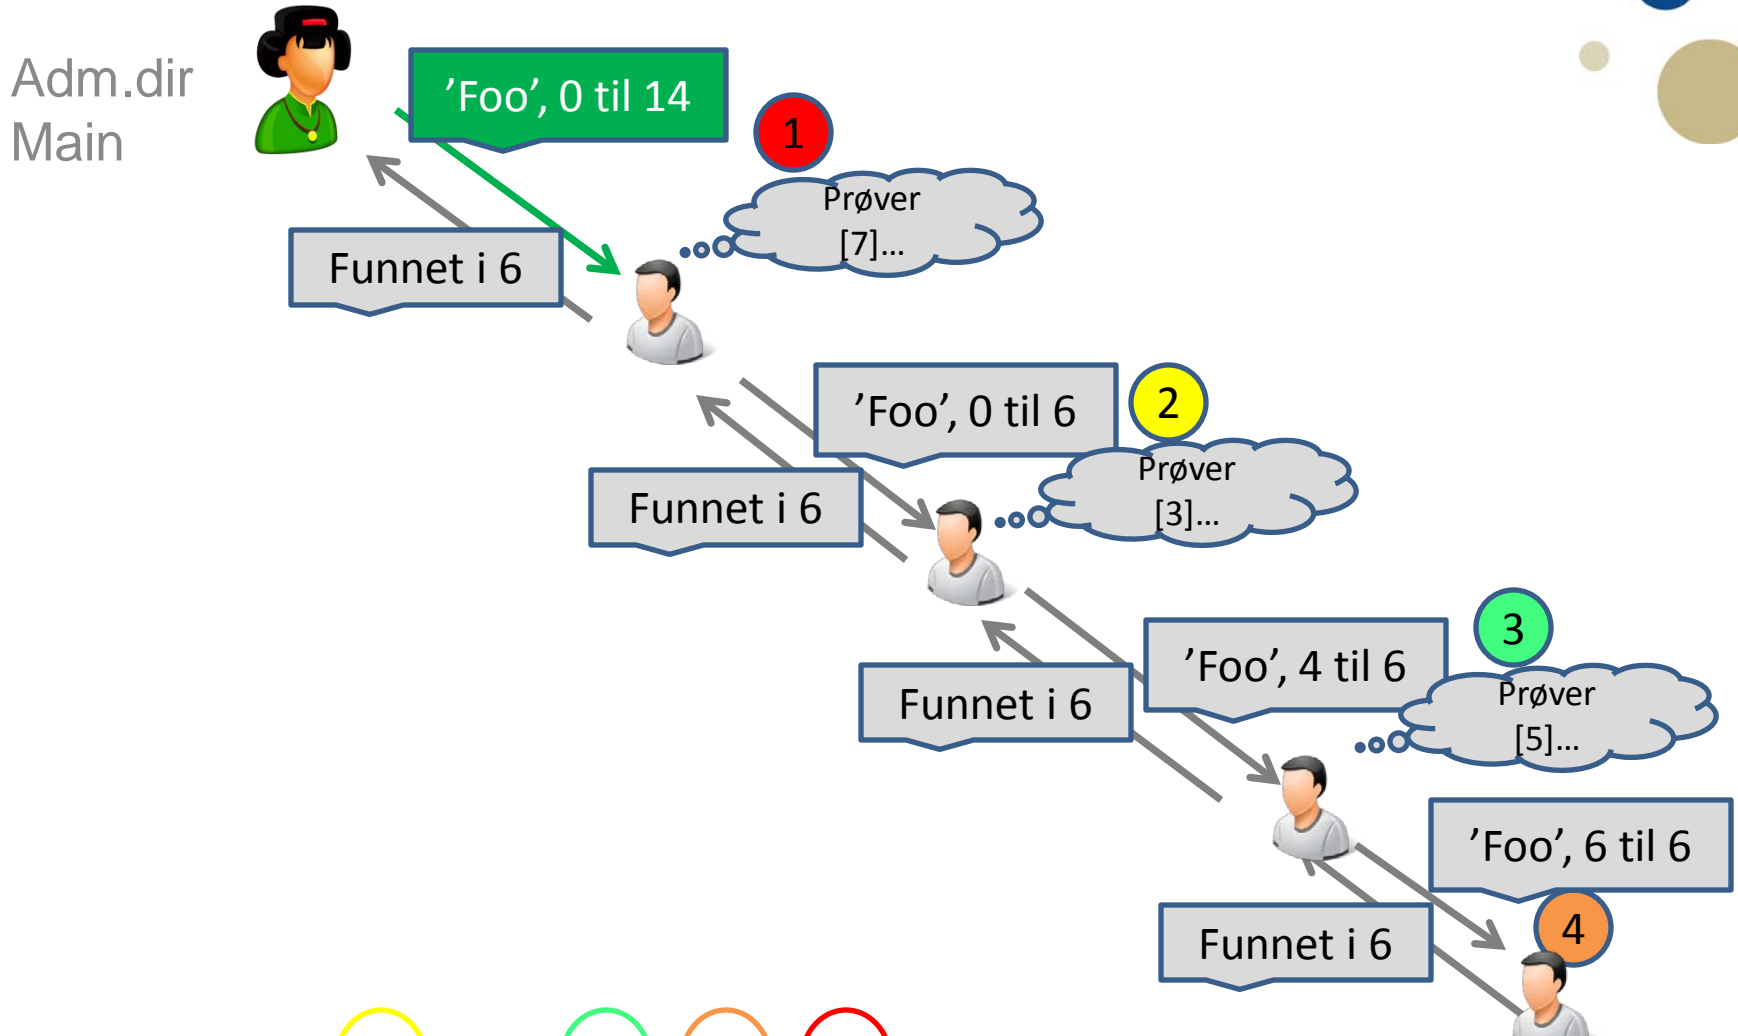 Adm.dir
Main
’Foo’, 0 til 14
1
Prøver
[7]...
Funnet i 6
’Foo’, 0 til 6
2
Prøver
[3]...
Funnet i 6
’Foo’, 4 til 6
3
Prøver
[5]...
Funnet i 6
’Foo’, 6 til 6
4
Funnet i 6